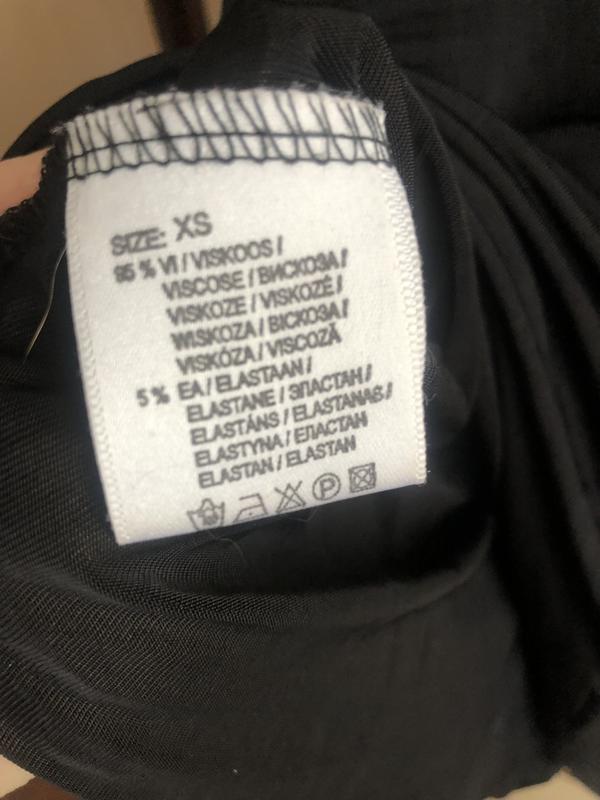 SIZE: XS
95 % VI / VISKOOS /
VISCOSE / ВИСКОЗА /
VISKOZE / VISKOZĖ /
WISKOZA / ВІСКОЗА /
VISKÓZA / VISCOZĂ
5 % EA / ELASTAAN /
ELASTANE / ЭЛАСТАН /
ELASTĀNS / ELASTANAS /
ELASTYNA / ЕЛАСТАН
ELASTAN / ELASTAN
P